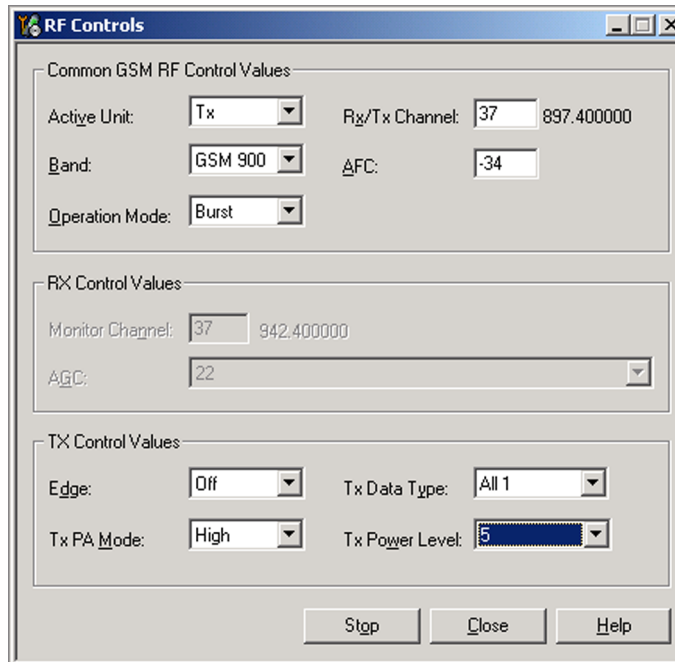 RF Controls
Common GSM RF Control Values
Active Unit: Tx Rx/Tx Channel: 37 897.400000
Band: GSM 900 AFC: -34
Operation Mode: Burst
RX Control Values
Monitor Channel: 37 942.400000
AGC: 22
TX Control Values
Edge: Off Tx Data Type: All 1
Tx PA Mode: High Tx Power Level: 5
Stop Close Help